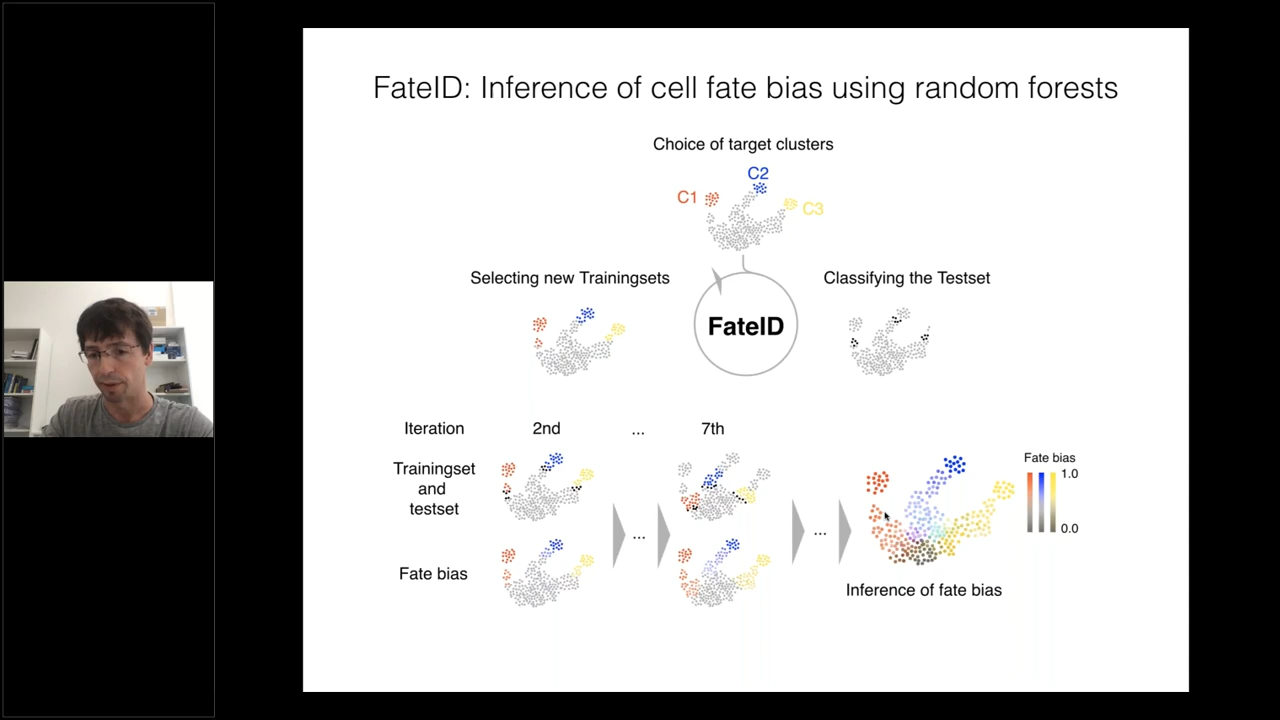 FateID: Inference of cell fate bias using random forests
Choice of target clusters
C2
C1
C3
Selecting new Trainingsets
Classifying the Testset
FateID
Iteration
2nd
...
7th
Trainingset
and
testset
Fate bias
...
...
Fate bias
1.0
0.0
Inference of fate bias